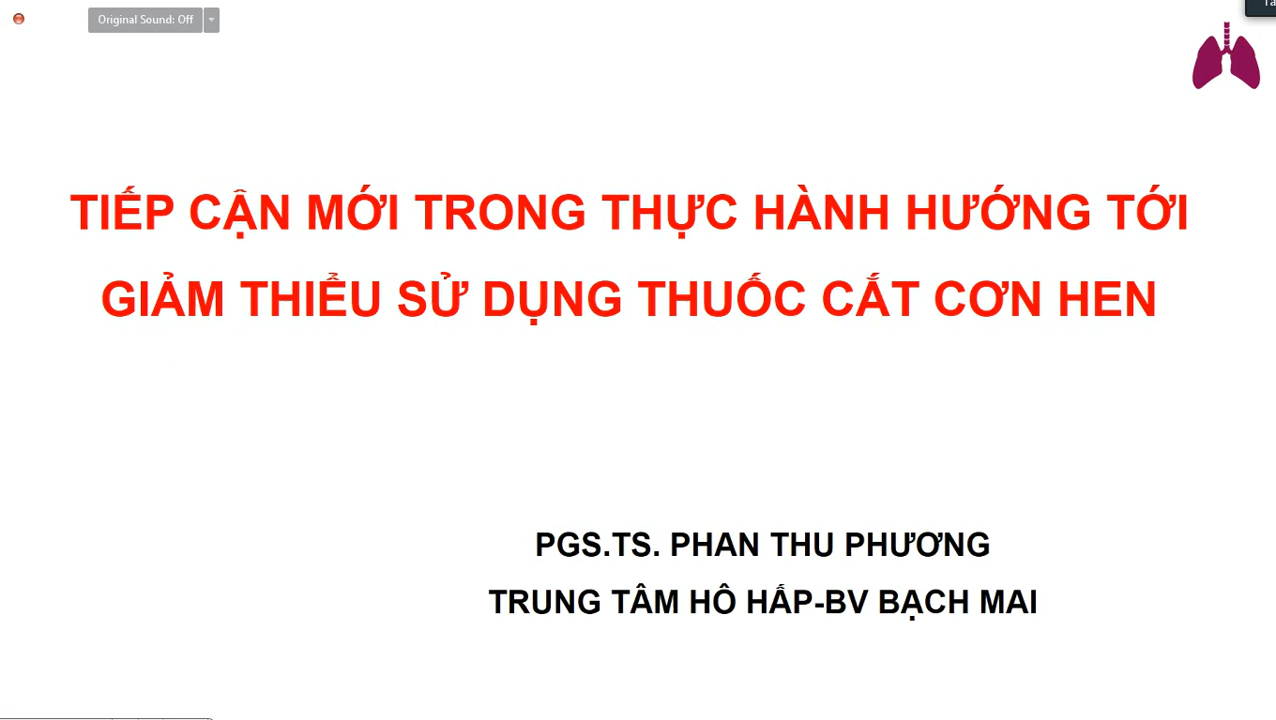 Original Sound: Off
TIẾP CẬN MỚI TRONG THỰC HÀNH HƯỚNG TỚI
GIẢM THIỂU SỬ DỤNG THUỐC CẮT CƠN HEN
PGS.TS. PHAN THU PHƯƠNG
TRUNG TÂM HÔ HẤP-BV BẠCH MAI